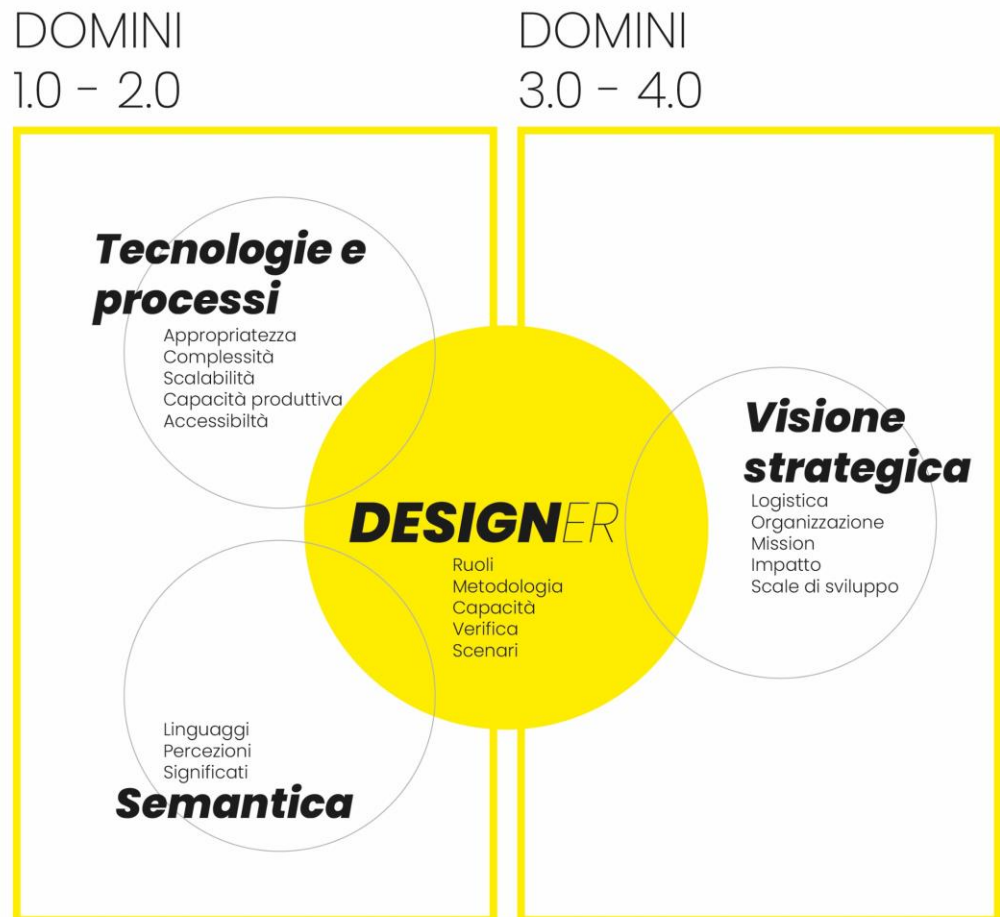 DOMINI
1.0 - 2.0
DOMINI
3.0 - 4.0
Tecnologie e
processi
Appropriatezza
Complessità
Scalabilità
Capacità produttiva
Accessibiltà
DESIGNER
Ruoli
Metodologia
Capacità
Verifica
Scenari
Visione
strategica
Logistica
Organizzazione
Mission
Impatto
Scale di sviluppo
Linguaggi
Percezioni
Significati
Semantica